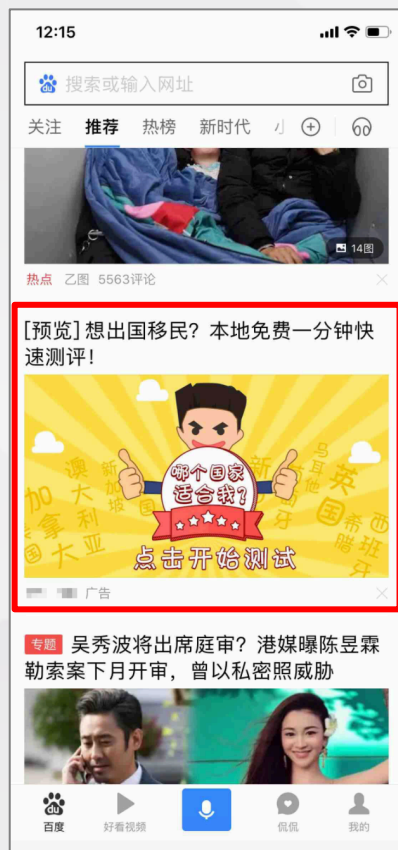 12:15
搜索或输入网址
关注 推荐 热榜 新时代
14图
热点 乙图 5563评论
[预览]想出国移民？本地免费一分钟快
速测评！
哪个国家
适合我?
加拿大
澳大利亚
新加坡
马耳他
英国
希腊
西班牙
点击开始测试
广告
专题 吴秀波将出席庭审？港媒曝陈昱霖
勒索案下月开审，曾以私密照威胁
百度 好看视频 侃侃 我的